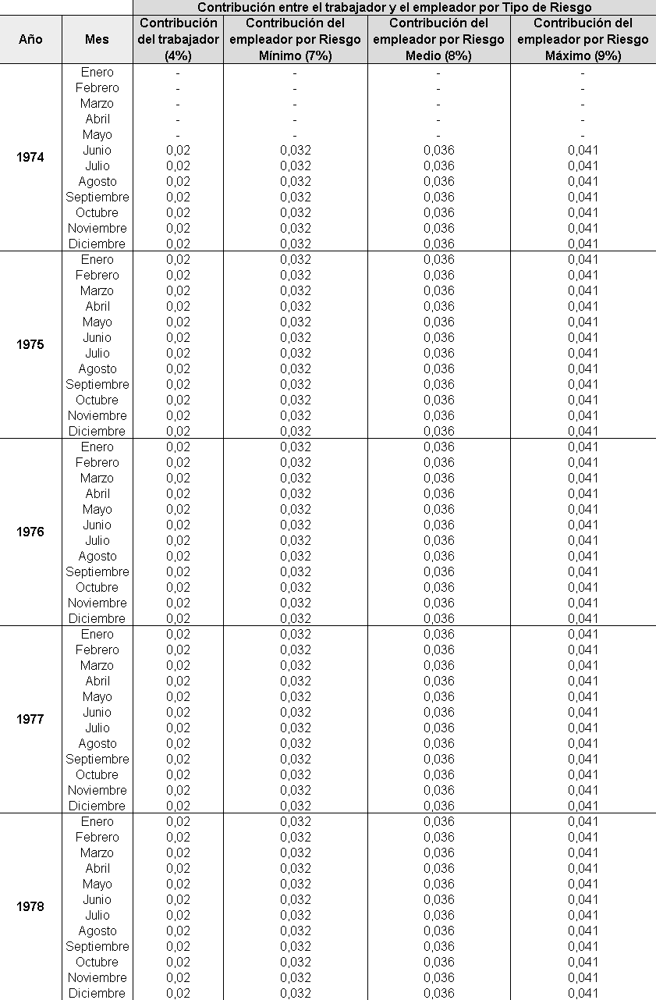 Contribución entre el trabajador y el empleador por Tipo de Riesgo
Año Mes Contribución del trabajador (4%) Contribución del empleador por Riesgo Mínimo (7%) Contribución del empleador por Riesgo Medio (8%) Contribución del empleador por Riesgo Máximo (9%)
1974
Enero - - - -
Febrero - - - -
Marzo - - - -
Abril - - - -
Mayo - - - -
Junio 0,02 0,032 0,036 0,041
Julio 0,02 0,032 0,036 0,041
Agosto 0,02 0,032 0,036 0,041
Septiembre 0,02 0,032 0,036 0,041
Octubre 0,02 0,032 0,036 0,041
Noviembre 0,02 0,032 0,036 0,041
Diciembre 0,02 0,032 0,036 0,041
1975
Enero 0,02 0,032 0,036 0,041
Febrero 0,02 0,032 0,036 0,041
Marzo 0,02 0,032 0,036 0,041
Abril 0,02 0,032 0,036 0,041
Mayo 0,02 0,032 0,036 0,041
Junio 0,02 0,032 0,036 0,041
Julio 0,02 0,032 0,036 0,041
Agosto 0,02 0,032 0,036 0,041
Septiembre 0,02 0,032 0,036 0,041
Octubre 0,02 0,032 0,036 0,041
Noviembre 0,02 0,032 0,036 0,041
Diciembre 0,02 0,032 0,036 0,041
1976
Enero 0,02 0,032 0,036 0,041
Febrero 0,02 0,032 0,036 0,041
Marzo 0,02 0,032 0,036 0,041
Abril 0,02 0,032 0,036 0,041
Mayo 0,02 0,032 0,036 0,041
Junio 0,02 0,032 0,036 0,041
Julio 0,02 0,032 0,036 0,041
Agosto 0,02 0,032 0,036 0,041
Septiembre 0,02 0,032 0,036 0,041
Octubre 0,02 0,032 0,036 0,041
Noviembre 0,02 0,032 0,036 0,041
Diciembre 0,02 0,032 0,036 0,041
1977
Enero 0,02 0,032 0,036 0,041
Febrero 0,02 0,032 0,036 0,041
Marzo 0,02 0,032 0,036 0,041
Abril 0,02 0,032 0,036 0,041
Mayo 0,02 0,032 0,036 0,041
Junio 0,02 0,032 0,036 0,041
Julio 0,02 0,032 0,036 0,041
Agosto 0,02 0,032 0,036 0,041
Septiembre 0,02 0,032 0,036 0,041
Octubre 0,02 0,032 0,036 0,041
Noviembre 0,02 0,032 0,036 0,041
Diciembre 0,02 0,032 0,036 0,041
1978
Enero 0,02 0,032 0,036 0,041
Febrero 0,02 0,032 0,036 0,041
Marzo 0,02 0,032 0,036 0,041
Abril 0,02 0,032 0,036 0,041
Mayo 0,02 0,032 0,036 0,041
Junio 0,02 0,032 0,036 0,041
Julio 0,02 0,032 0,036 0,041
Agosto 0,02 0,032 0,036 0,041
Septiembre 0,02 0,032 0,036 0,041
Octubre 0,02 0,032 0,036 0,041
Noviembre 0,02 0,032 0,036 0,041
Diciembre 0,02 0,032 0,036 0,041